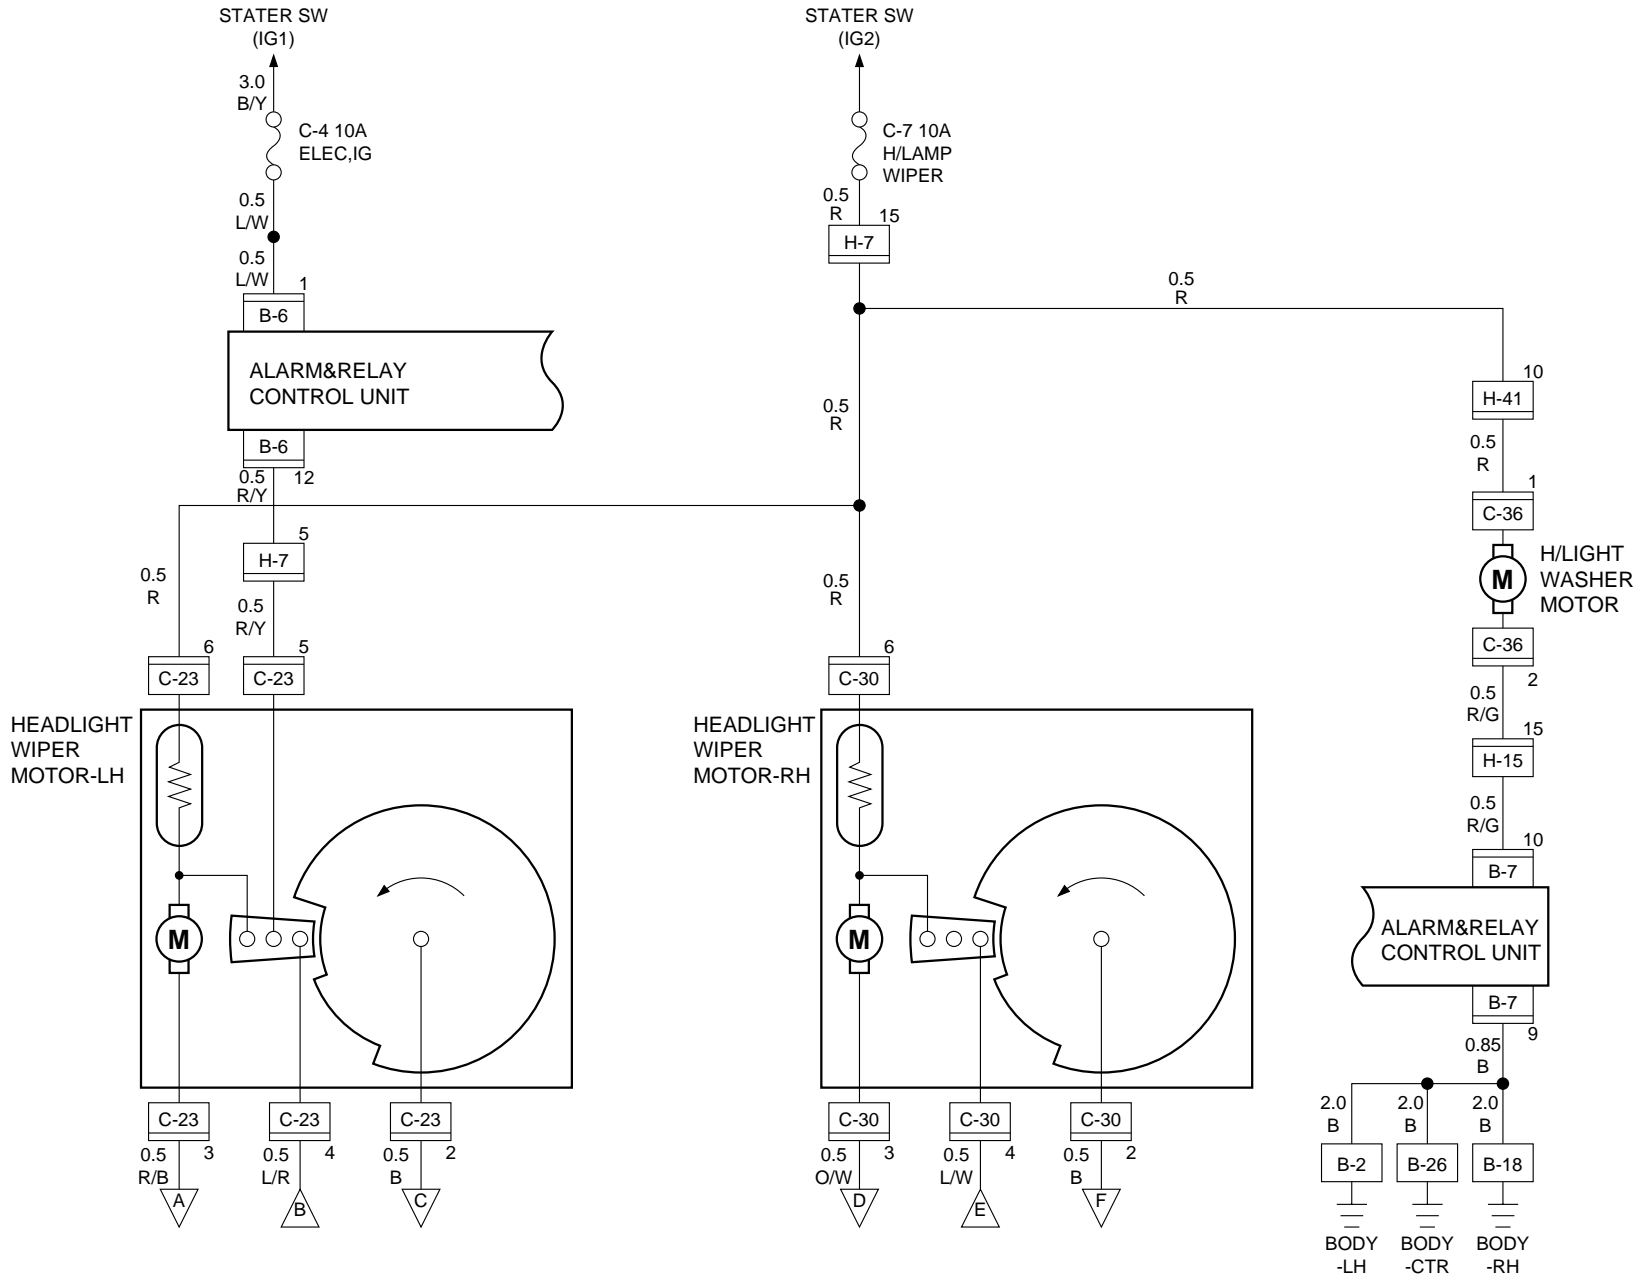 STATER SW
(IG1)
3.0
B/Y
C-4 10A
ELEC,IG
0.5
L/W
0.5
L/W
1
B-6
ALARM&RELAY
CONTROL UNIT
B-6
0.5
R/Y
12
5
H-7
0.5
R
0.5
R/Y
6
C-23
5
C-23
STATER SW
(IG2)
C-7 10A
H/LAMP
WIPER
0.5
R
15
H-7
0.5
R
0.5
R
0.5
R
6
C-30
10
H-41
0.5
R
1
C-36
M
H/LIGHT
WASHER
MOTOR
C-36
2
0.5
R/G
15
H-15
0.5
R/G
10
B-7
ALARM&RELAY
CONTROL UNIT
B-7
9
0.85
B
2.0
B
2.0
B
2.0
B
B-2
B-26
B-18
BODY
-LH
BODY
-CTR
BODY
-RH
HEADLIGHT
WIPER
MOTOR-LH
M
C-23
C-23
C-23
0.5
R/B
3
0.5
L/R
4
0.5
B
2
A
B
C
HEADLIGHT
WIPER
MOTOR-RH
M
C-30
C-30
C-30
0.5
O/W
3
0.5
L/W
4
0.5
B
2
D
E
F